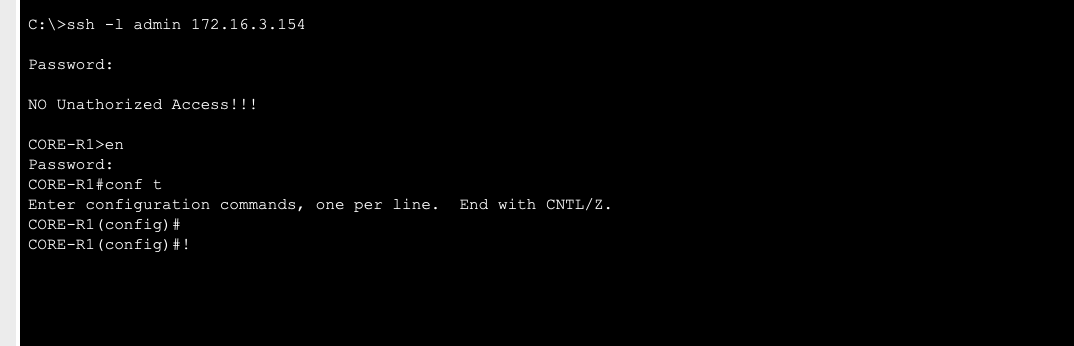 C:\>ssh -l admin 172.16.3.154
Password:
NO Unathorized Access!!!
CORE-R1>en
Password:
CORE-R1#conf t
Enter configuration commands, one per line.  End with CNTL/Z.
CORE-R1(config)#
CORE-R1(config)#!